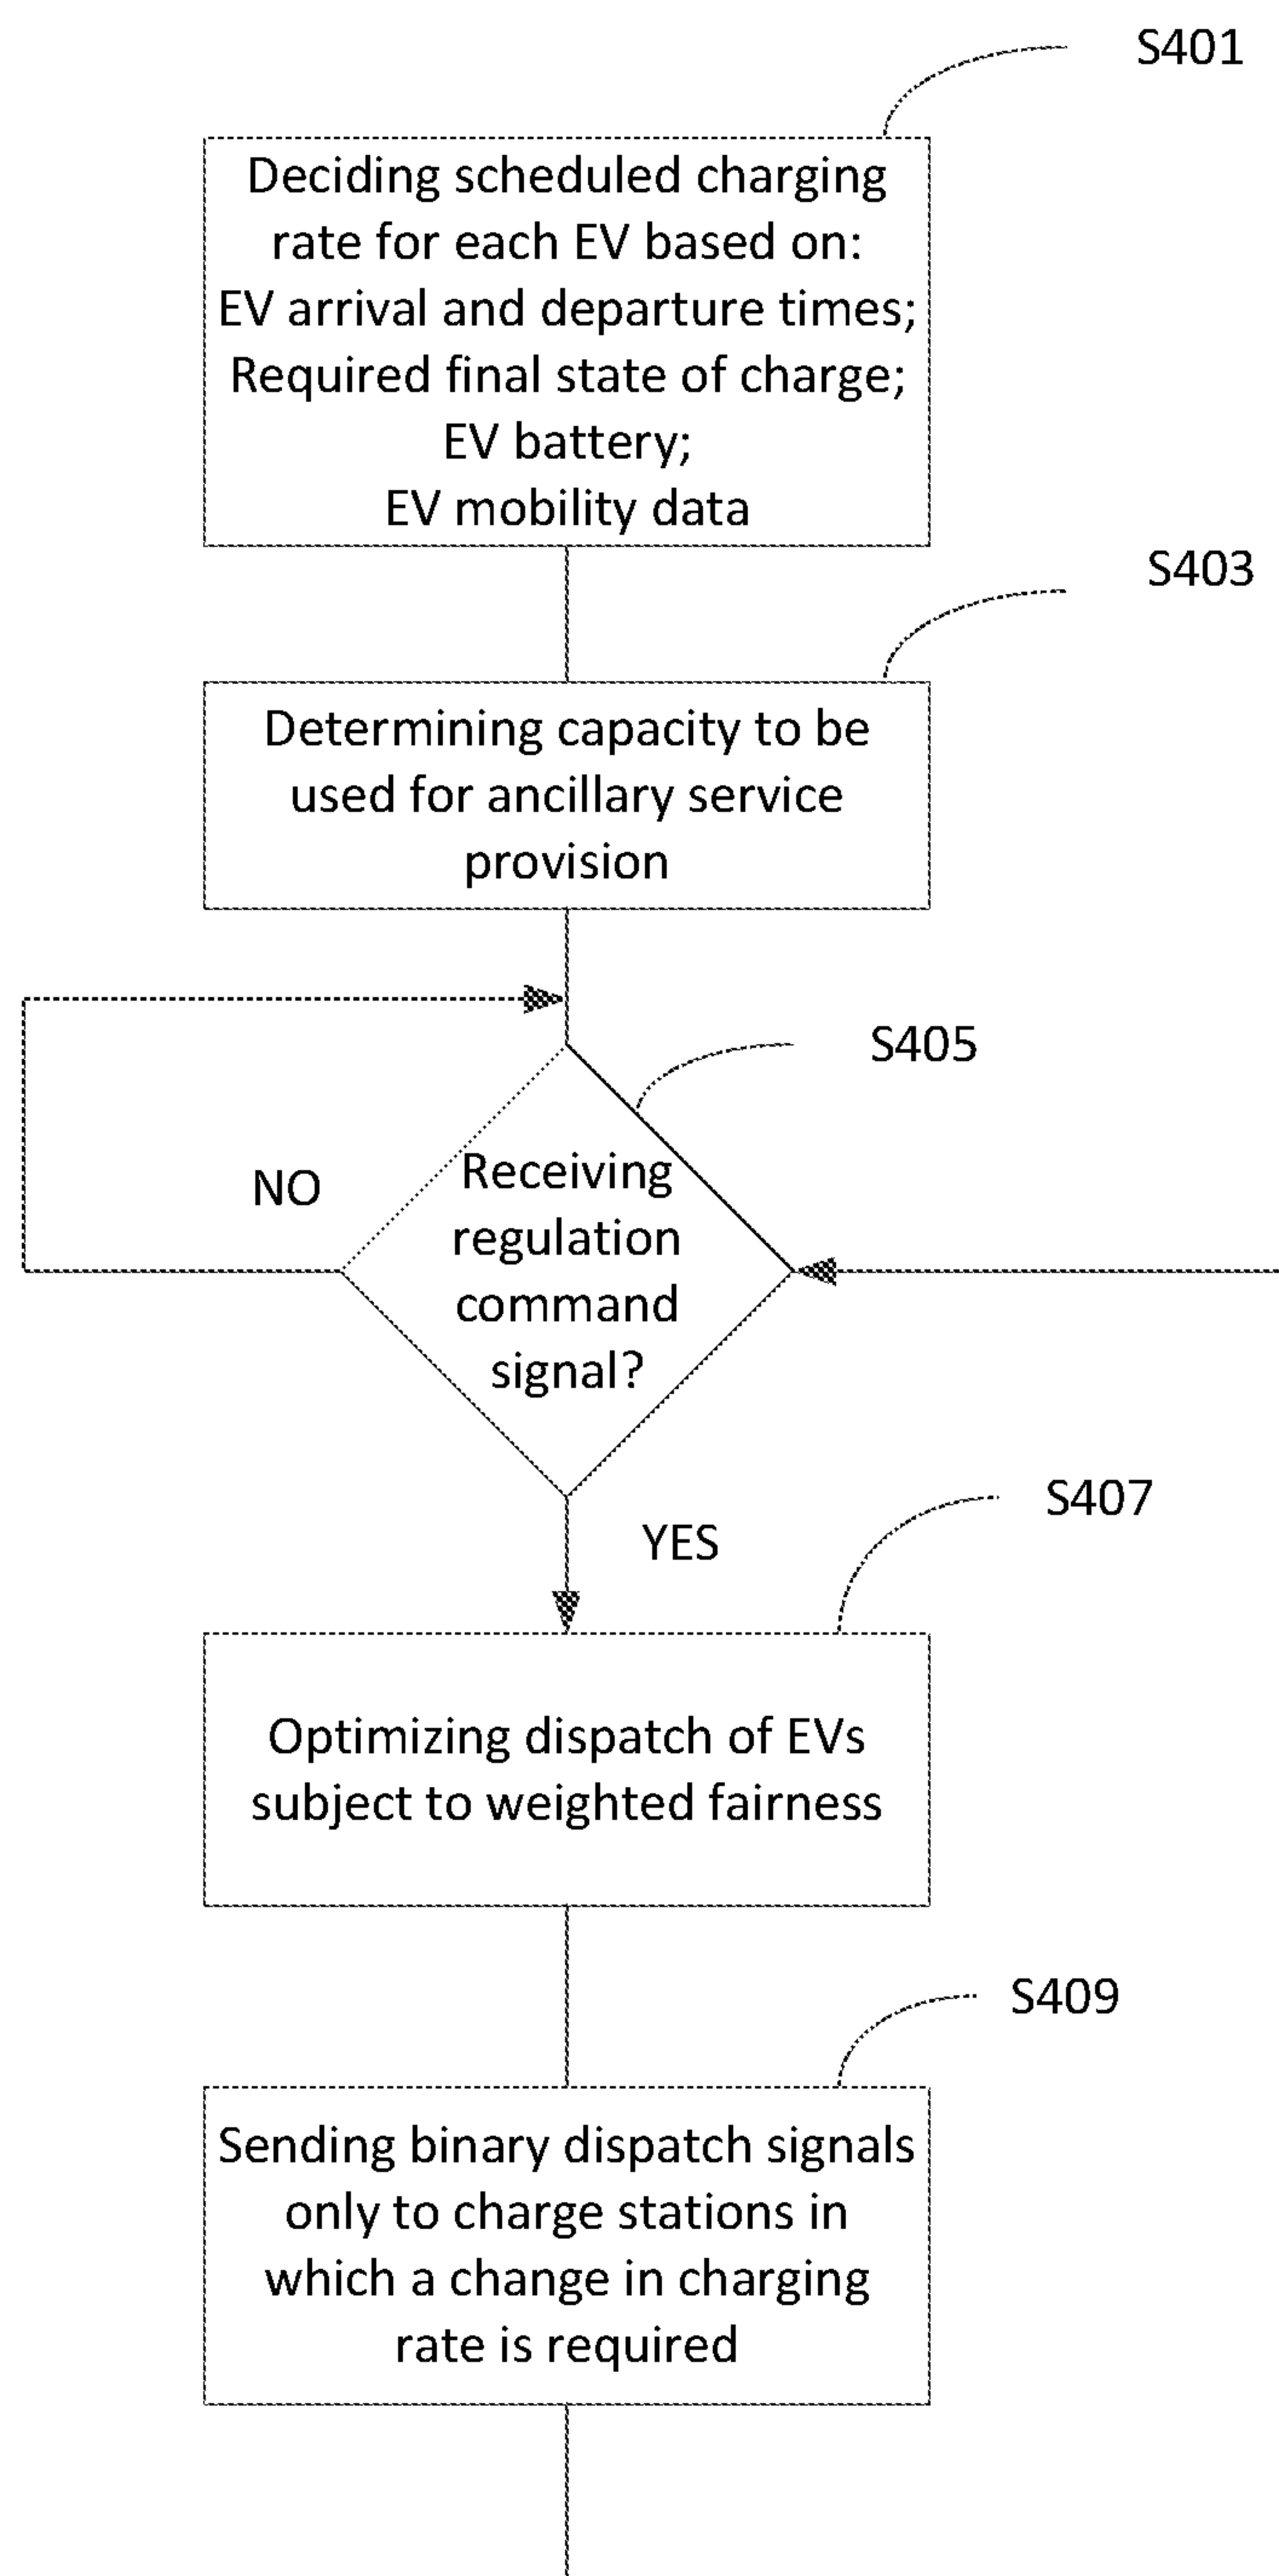 S401
Deciding scheduled charging
rate for each EV based on:
EV arrival and departure times;
Required final state of charge;
EV battery;
EV mobility data
S403
Determining capacity to be
used for ancillary service
provision
S405
NO
Receiving
regulation
command
signal?
S407
YES
Optimizing dispatch of EVs
subject to weighted fairness
S409
Sending binary dispatch signals
only to charge stations in
which a change in charging
rate is required